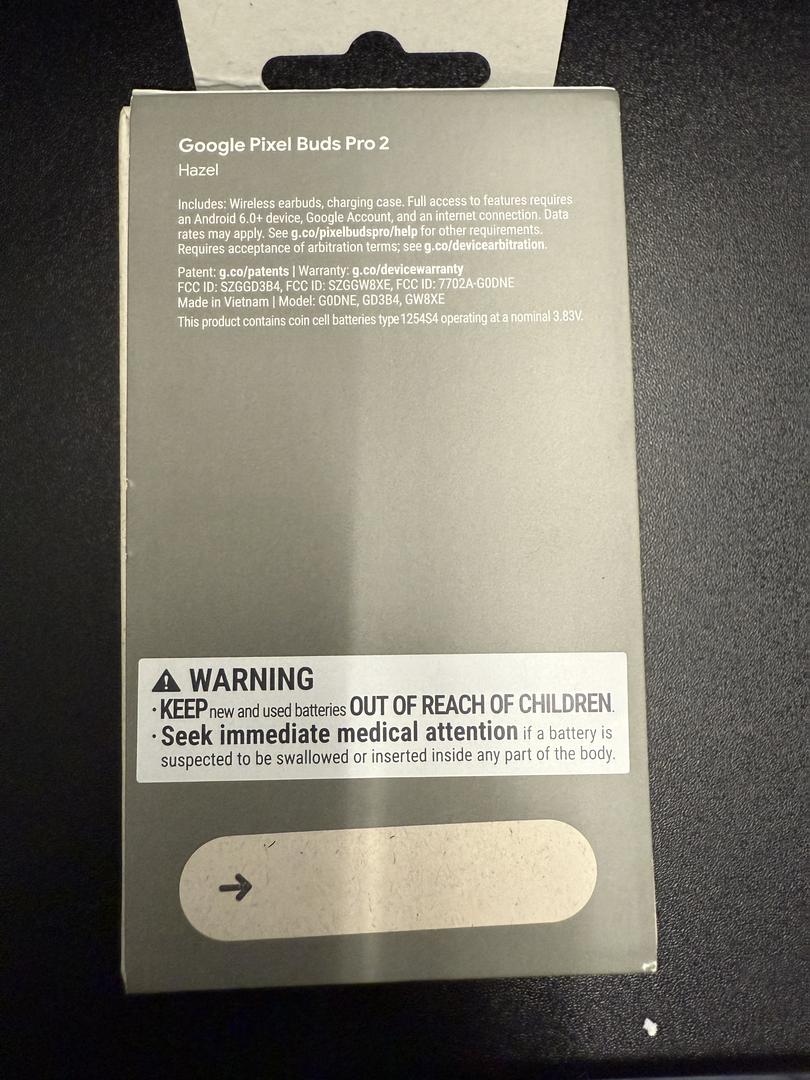 Google Pixel Buds Pro 2
Hazel
Includes: Wireless earbuds, charging case. Full access to features requires
an Android 6.0+ device, Google Account, and an internet connection. Data
rates may apply. See g.co/pixelbudspro/help for other requirements.
Requires acceptance of arbitration terms; see g.co/devicearbitration.
Patent: g.co/patents | Warranty: g.co/devicewarranty
FCC ID: SZGGD3B4, FCC ID: SZGGW8XE, FCC ID: 7702A-G0DNE
Made in Vietnam | Model: G0DNE, GD3B4, GW8XE
This product contains coin cell batteries type 1254S4 operating at a nominal 3.83V.
WARNING
· KEEP new and used batteries OUT OF REACH OF CHILDREN.
· Seek immediate medical attention if a battery is
suspected to be swallowed or inserted inside any part of the body.